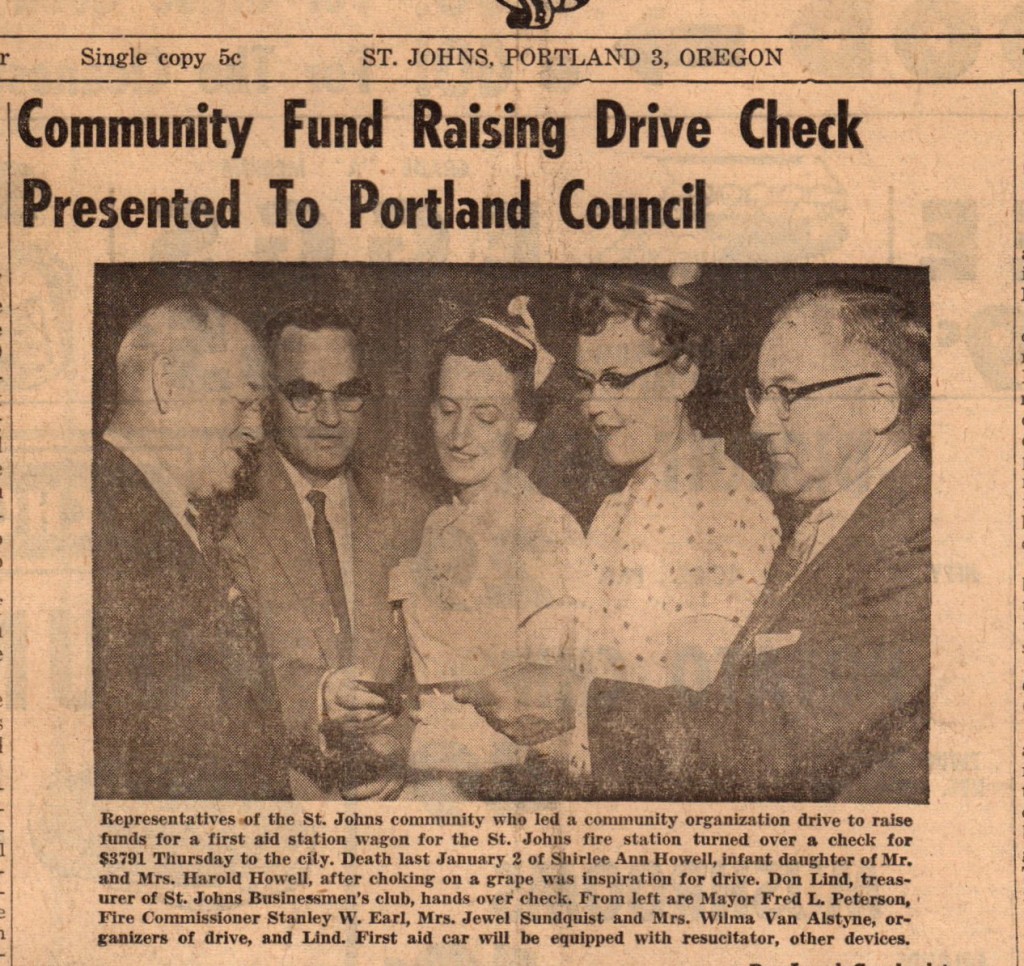 Single copy 5c
ST. JOHNS, PORTLAND 3, OREGON
Community Fund Raising Drive Check
Presented To Portland Council
Representatives of the St. Johns community who led a community organization drive to raise
funds for a first aid station wagon for the St. Johns fire station turned over a check for
$3791 Thursday to the city. Death last January 2 of Shirlee Ann Howell, infant daughter of Mr.
and Mrs. Harold Howell, after choking on a grape was inspiration for drive. Don Lind, treas-
urer of St. Johns Businessmen's club, hands over check. From left are Mayor Fred L. Peterson,
Fire Commissioner Stanley W. Earl, Mrs. Jewel Sundquist and Mrs. Wilma Van Alstyne, or-
ganizers of drive, and Lind. First aid car will be equipped with resucitator, other devices.